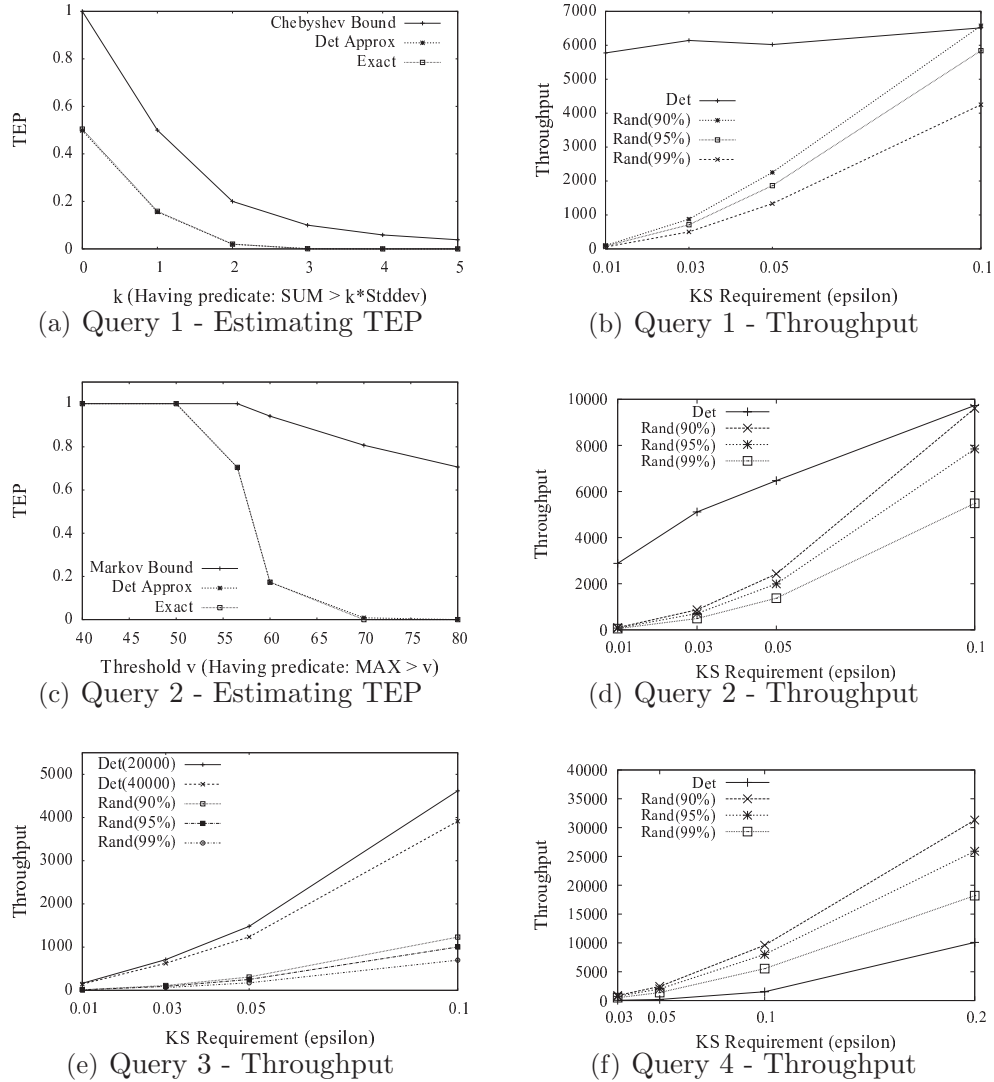 1
0.8
0.6
0.4
0.2
0
TEP
Chebyshev Bound
Det Approx
Exact
0 1 2 3 4 5
k (Having predicate: SUM > k*Stddev)
(a) Query 1 - Estimating TEP
7000
6000
5000
4000
3000
2000
1000
0
Throughput
Det
Rand(90%)
Rand(95%)
Rand(99%)
0.01 0.03 0.05 0.1
KS Requirement (epsilon)
(b) Query 1 - Throughput
1
0.8
0.6
0.4
0.2
0
TEP
Markov Bound
Det Approx
Exact
40 45 50 55 60 65 70 75 80
Threshold v (Having predicate: MAX > v)
(c) Query 2 - Estimating TEP
10000
8000
6000
4000
2000
0
Throughput
Det
Rand(90%)
Rand(95%)
Rand(99%)
0.01 0.03 0.05 0.1
KS Requirement (epsilon)
(d) Query 2 - Throughput
5000
4000
3000
2000
1000
0
Throughput
Det(20000)
Det(40000)
Rand(90%)
Rand(95%)
Rand(99%)
0.01 0.03 0.05 0.1
KS Requirement (epsilon)
(e) Query 3 - Throughput
40000
35000
30000
25000
20000
15000
10000
5000
0
Throughput
Det
Rand(90%)
Rand(95%)
Rand(99%)
0.03 0.05 0.1 0.2
KS Requirement (epsilon)
(f) Query 4 - Throughput